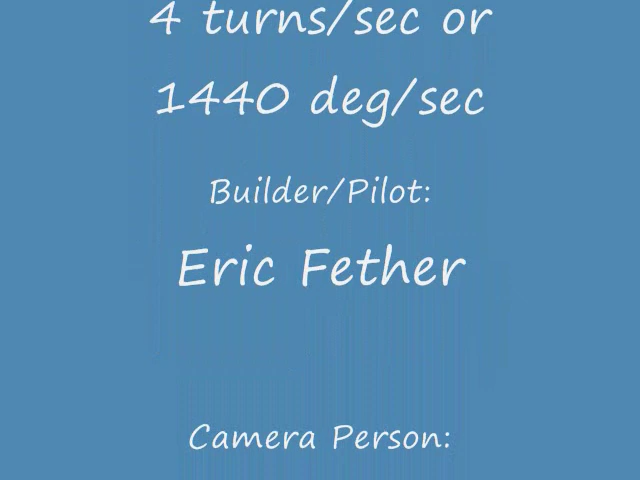 4 turns/sec or
1440 deg/sec
Builder/Pilot:
Eric Fether
Camera Person: